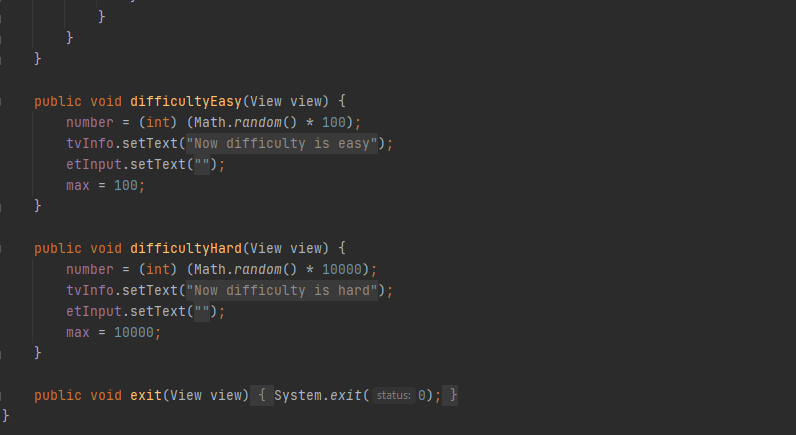 }
}
}
public void difficultyEasy(View view) {
number = (int) (Math.random() * 100);
tvInfo.setText("Now difficulty is easy");
etInput.setText("");
max = 100;
}
public void difficultyHard(View view) {
number = (int) (Math.random() * 10000);
tvInfo.setText("Now difficulty is hard");
etInput.setText("");
max = 10000;
}
public void exit(View view) { System.exit( status: 0); }
}